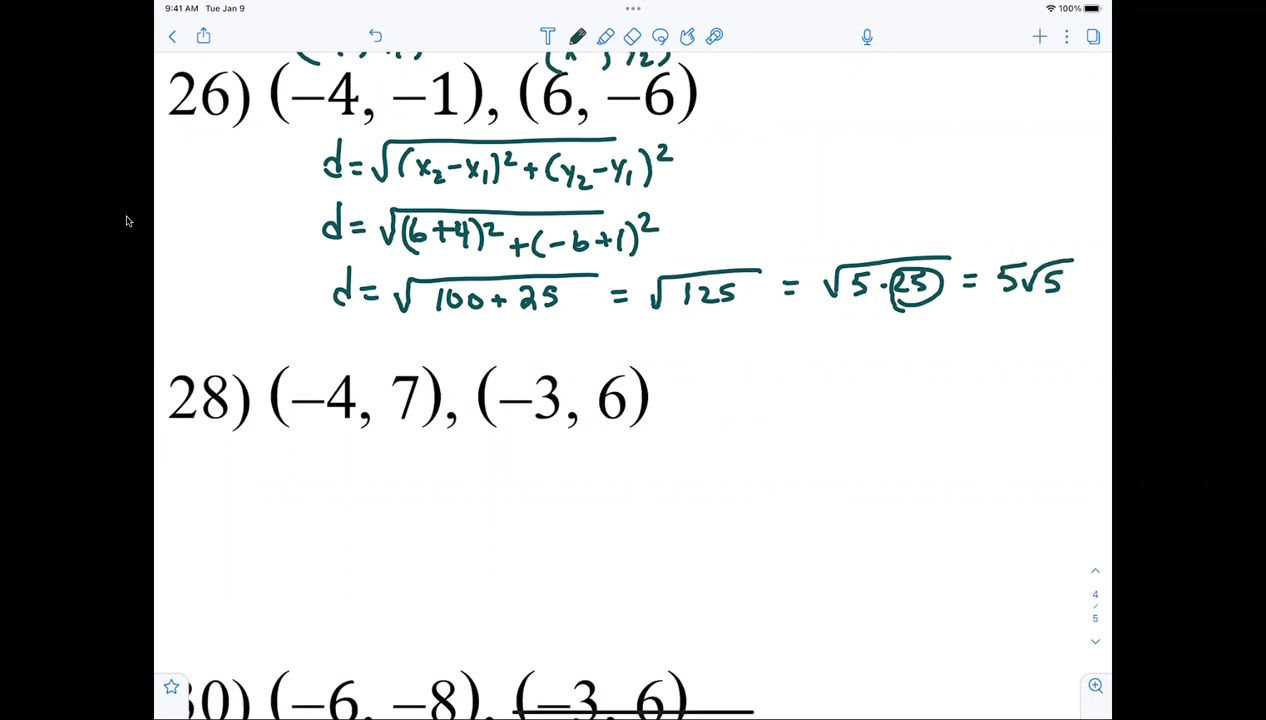 9:41 AM Tue Jan 9
100%
26) (−4, −1), (6, −6)
d = √(x₂−x₁)² + (y₂−y₁)²
d = √(6+4)² + (−6+1)²
d = √100 + 25 = √125 = √5·25 = 5√5
28) (−4, 7), (−3, 6)
4
5
30) (−6, −8), (−3, 6)